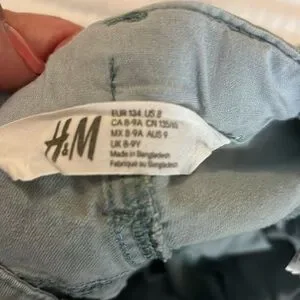 H&M
EUR 134 US 8
CA 8-9A CN 135/
MX 8-9A AUS 9
UK 8-9Y
Made in Bangladesh
Fabriqué au Bangladesh